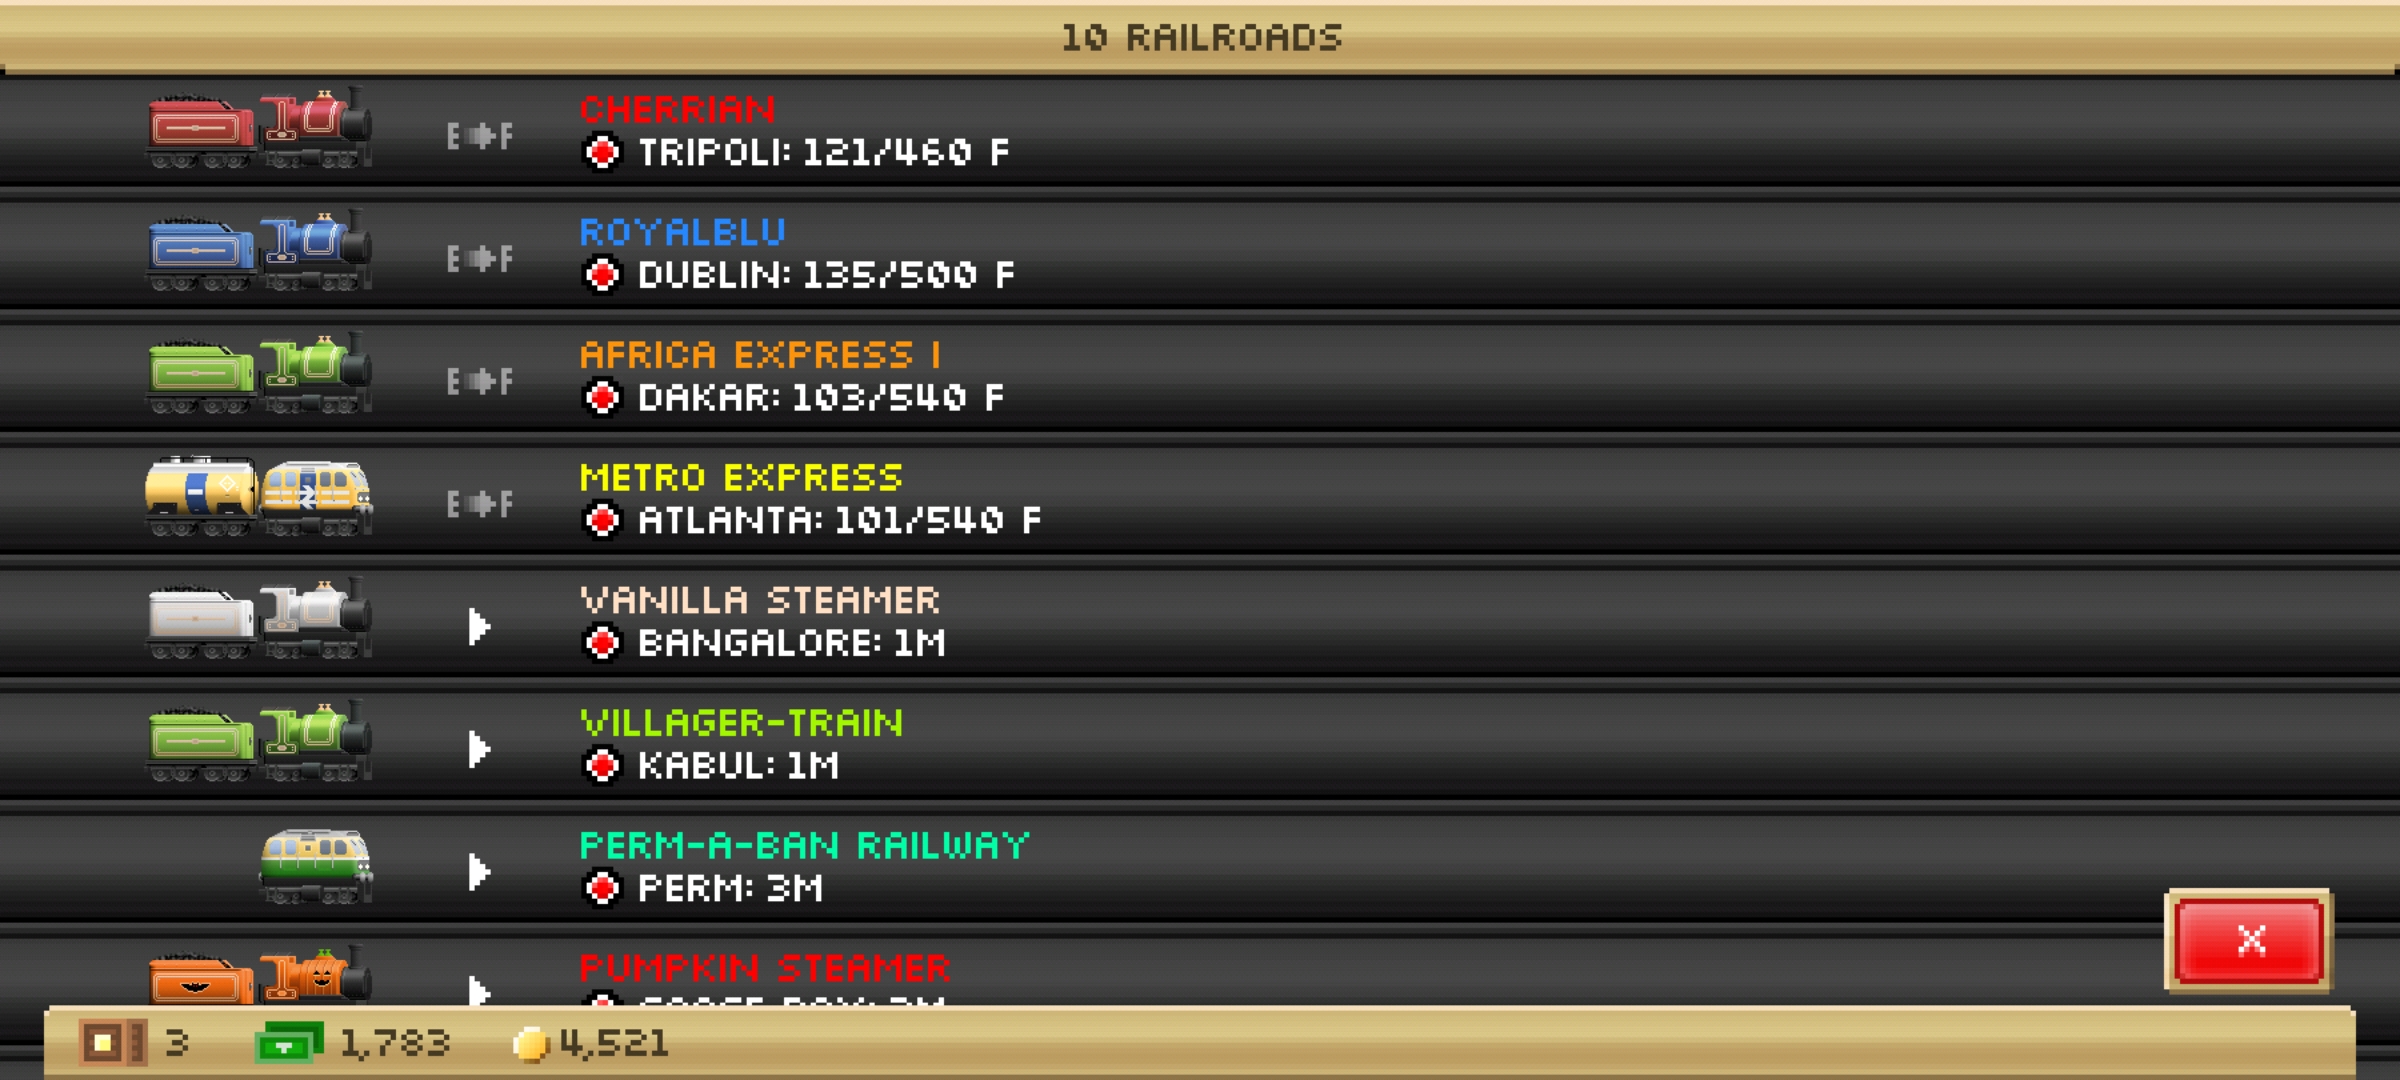 10 RAILROADS
CHERRIAN
E F
TRIPOLI: 121/460 F
ROYALBLU
E F
DUBLIN: 135/500 F
AFRICA EXPRESS I
E F
DAKAR: 103/540 F
METRO EXPRESS
E F
ATLANTA: 101/540 F
VANILLA STEAMER
BANGALORE: 1M
VILLAGER-TRAIN
KABUL: 1M
PERM-A-BAN RAILWAY
PERM: 3M
PUMPKIN STEAMER
X
3 1,783 4,521